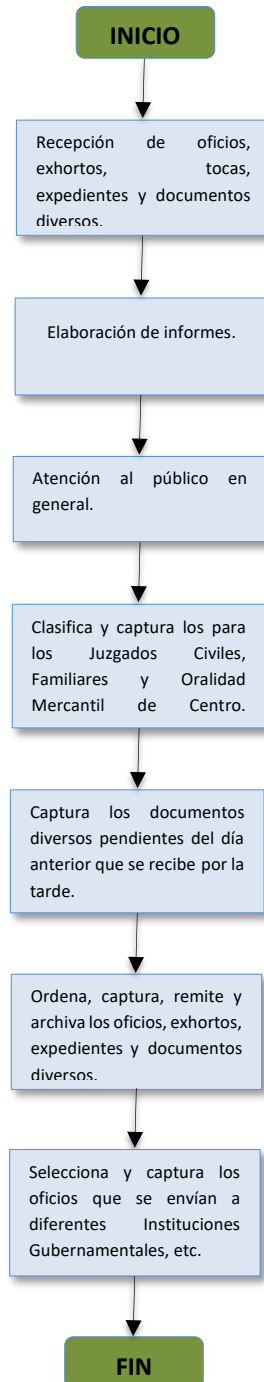 INICIO
Recepción de oficios,
exhortos, tocas,
expedientes y documentos
diversos.
Elaboración de informes.
Atención al público en
general.
Clasifica y captura los para
los Juzgados Civiles,
Familiares y Oralidad
Mercantil de Centro.
Captura los documentos
diversos pendientes del día
anterior que se recibe por la
tarde.
Ordena, captura, remite y
archiva los oficios, exhortos,
expedientes y documentos
diversos.
Selecciona y captura los
oficios que se envían a
diferentes Instituciones
Gubernamentales, etc.
FIN